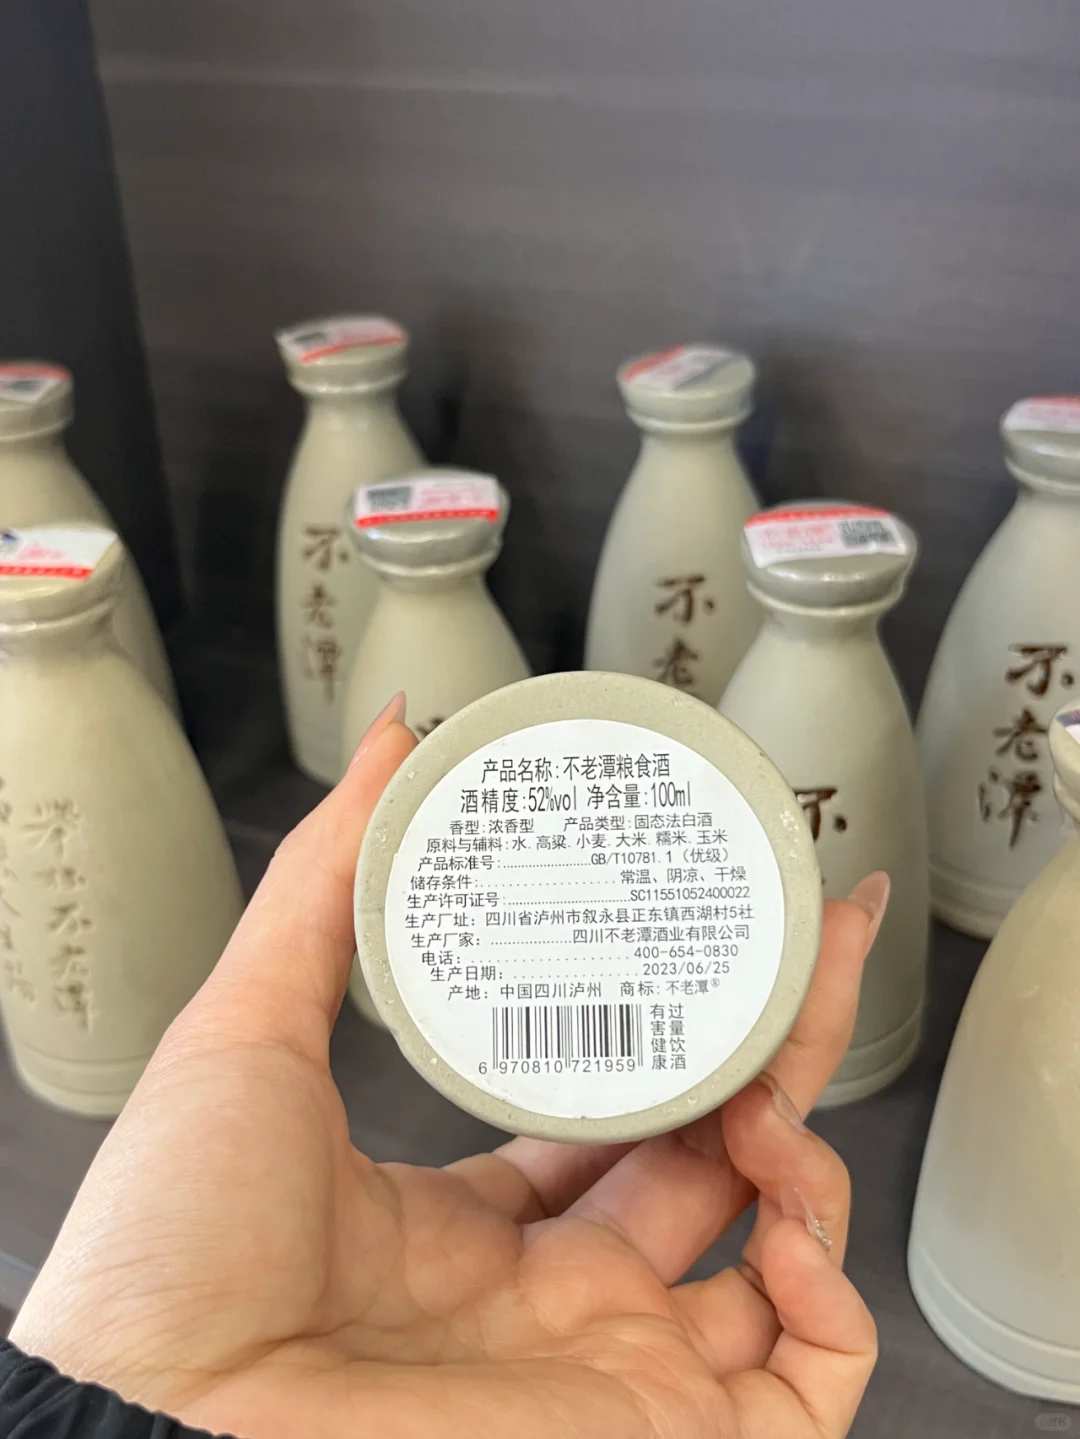 不老潭
不老
不
不老潭
产品名称:不老潭粮食酒
酒精度:52%vol 净含量:100ml
香型:浓香型 产品类型:固态法白酒
原料与辅料:水、高粱、小麦、大米、糯米、玉米
产品标准号:......................GB/T10781.1(优级)
储存条件:..................常温、阴凉、干燥
生产许可证号:..........................SC11551052400022
生产厂址:四川省泸州市叙永县正东镇西湖村5社
生产厂家:..................四川不老潭酒业有限公司
电话:......................400-654-0830
生产日期:.................2023/06/25
产地:中国四川泸州 商标:不老潭®
6 970810 721959
过量饮酒
有害健康
不老潭